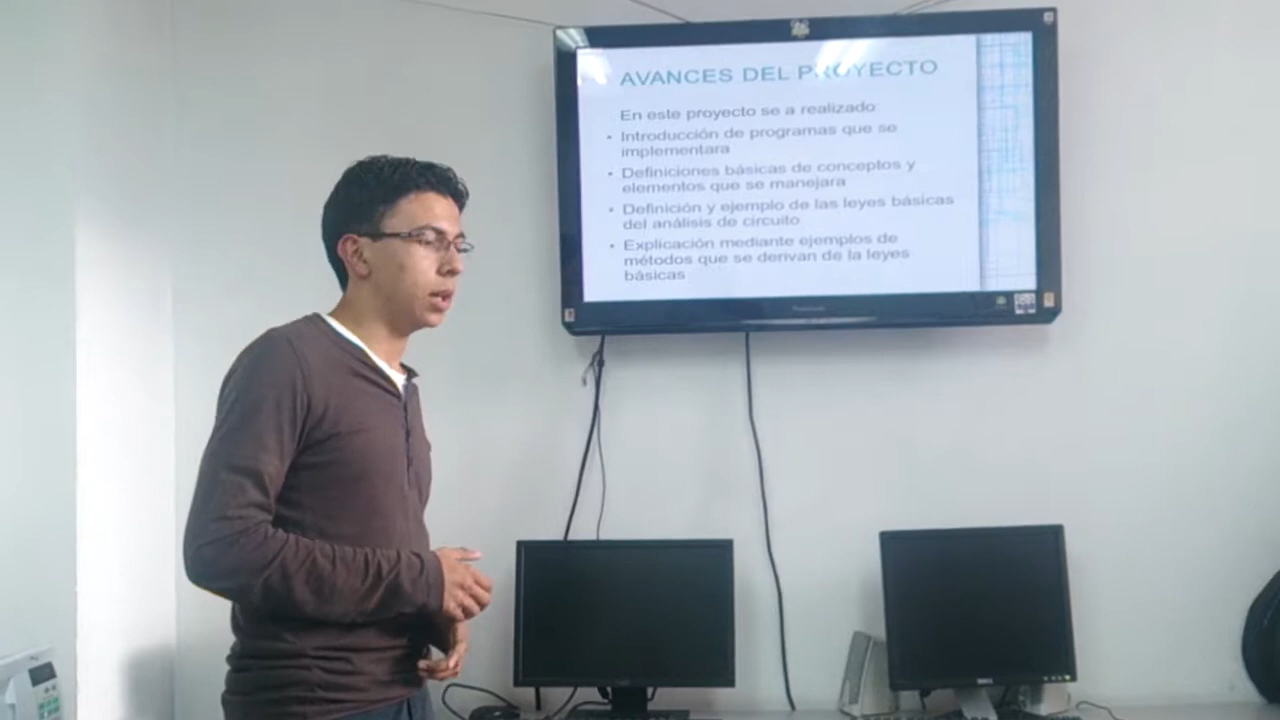 AVANCES DEL PROYECTO
En este proyecto se a realizado
• Introducción de programas que se
implementara
• Definiciones básicas de conceptos y
elementos que se manejara
• Definición y ejemplo de las leyes básicas
del análisis de circuito
• Explicación mediante ejemplos de
métodos que se derivan de la leyes
básicas
DELL